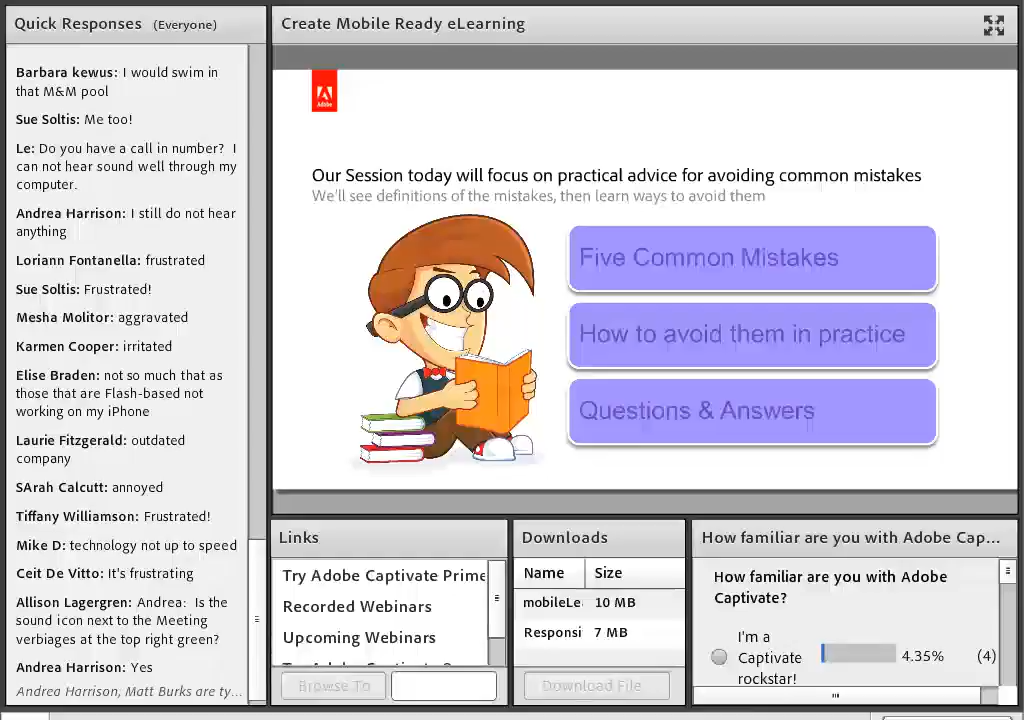 Quick Responses (Everyone)
Barbara kewus: I would swim in
that M&M pool
Sue Soltis: Me too!
Le: Do you have a call in number? I
can not hear sound well through my
computer.
Andrea Harrison: I still do not hear
anything
Loriann Fontanella: frustrated
Sue Soltis: Frustrated!
Mesha Molitor: aggravated
Karmen Cooper: irritated
Elise Braden: not so much that as
those that are Flash-based not
working on my iPhone
Laurie Fitzgerald: outdated
company
SArah Calcutt: annoyed
Tiffany Williamson: Frustrated!
Mike D: technology not up to speed
Ceit De Vitto: It's frustrating
Allison Lagergren: Andrea: Is the
sound icon next to the Meeting
verbiages at the top right green?
Andrea Harrison: Yes
Andrea Harrison, Matt Burks are ty...
Create Mobile Ready eLearning
Adobe
Our Session today will focus on practical advice for avoiding common mistakes
We'll see definitions of the mistakes, then learn ways to avoid them
Five Common Mistakes
How to avoid them in practice
Questions & Answers
Links
Try Adobe Captivate Prime
Recorded Webinars
Upcoming Webinars
Browse To
Downloads
Name Size
mobileLe 10 MB
Responsi 7 MB
Download File
How familiar are you with Adobe Cap...
How familiar are you with Adobe
Captivate?
I'm a
Captivate
rockstar!
4.35% (4)